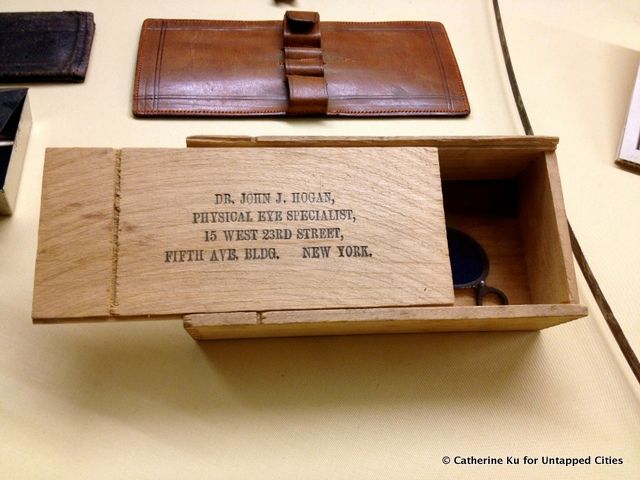 DR. JOHN J. HOGAN,
PHYSICAL EYE SPECIALIST,
15 WEST 23RD STREET,
FIFTH AVE, BLDG. NEW YORK.
© Catherine Ku for Untapped Cities